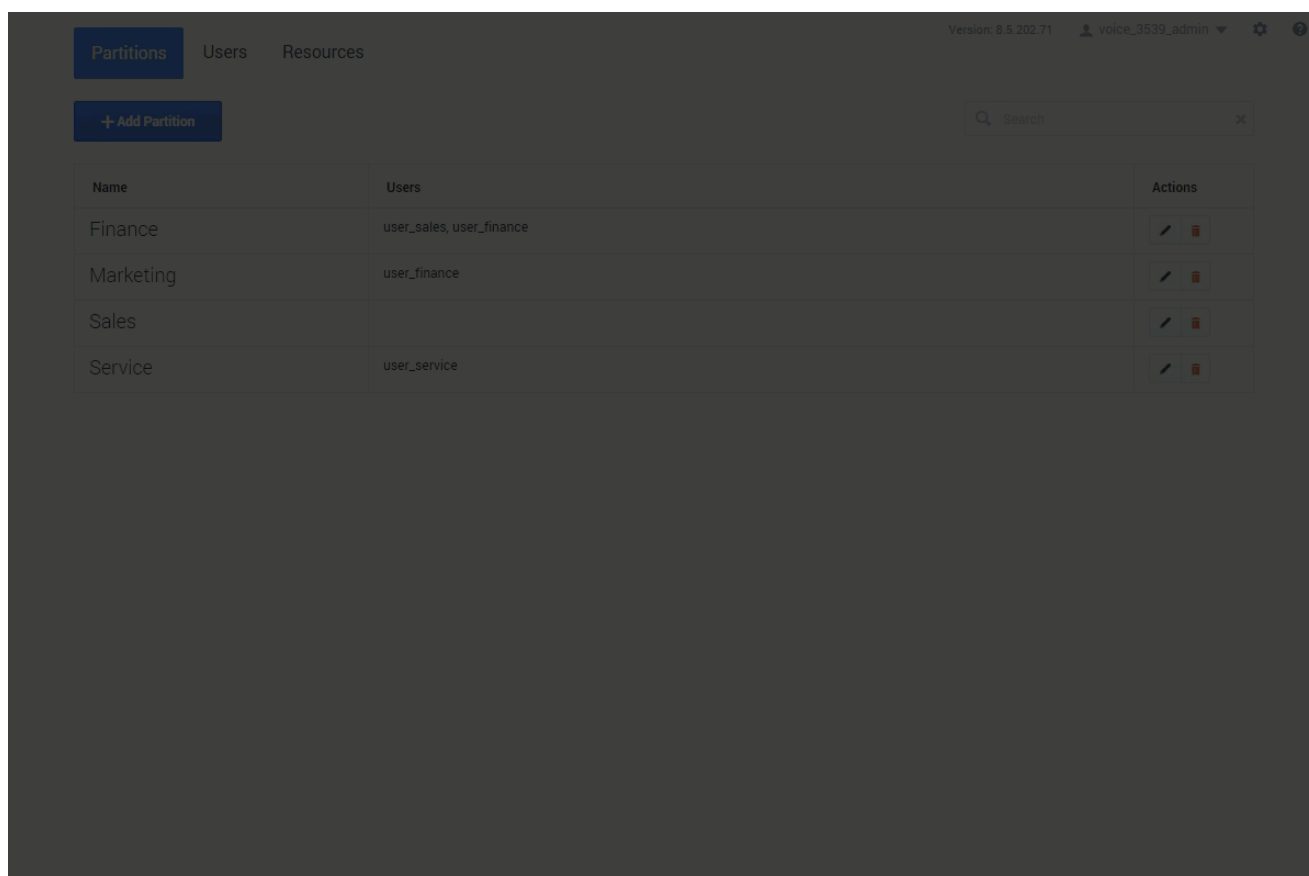 Version: 8.5.202.71 voice_3539_admin
Partitions Users Resources
+ Add Partition Search
Name Users Actions
Finance user_sales, user_finance
Marketing user_finance
Sales
Service user_service